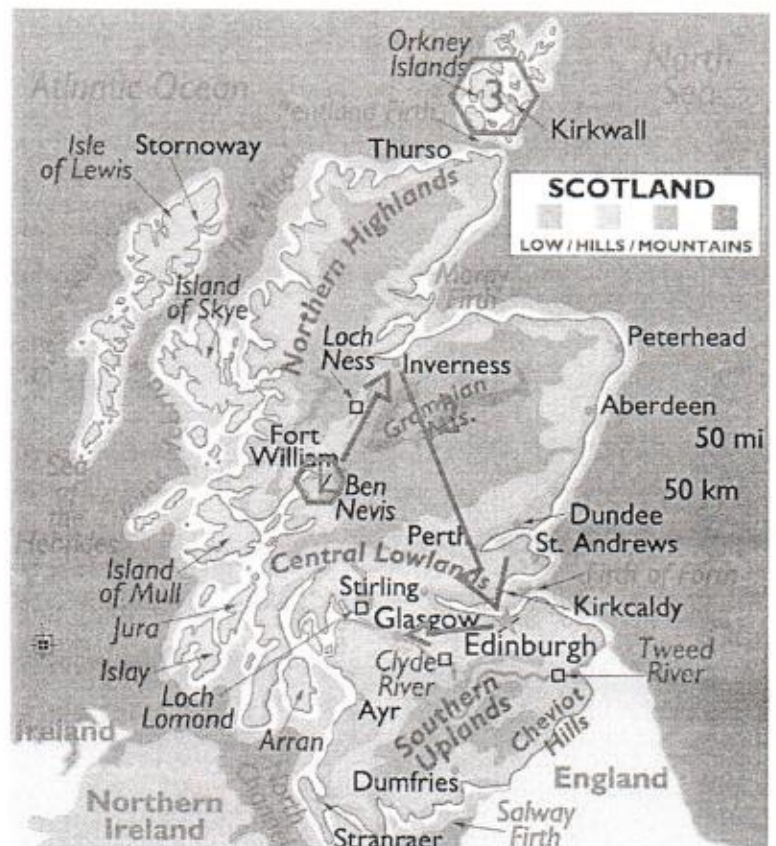 Orkney
Islands
North
Sea
Atlantic Ocean
3
Pentland Firth
Kirkwall
Isle
of Lewis
Stornoway
Thurso
The Minch
SCOTLAND
LOW / HILLS / MOUNTAINS
Northern Highlands
Moray
Firth
Island
of Skye
Loch
Ness
Inverness
Peterhead
Grampian
Mts.
Aberdeen
50 mi
Fort
William
Ben
Nevis
50 km
Sea
of
the
Hebrides
Dundee
Perth
St. Andrews
Central Lowlands
Firth of Forth
Island
of Mull
Stirling
Kirkcaldy
Jura
Glasgow
Edinburgh
Tweed
River
Islay
Clyde
River
Loch
Lomond
Ayr
Southern
Uplands
Cheviot
Hills
Ireland
Arran
Dumfries
England
Northern
Ireland
North
Channel
Solway
Firth
Stranraer